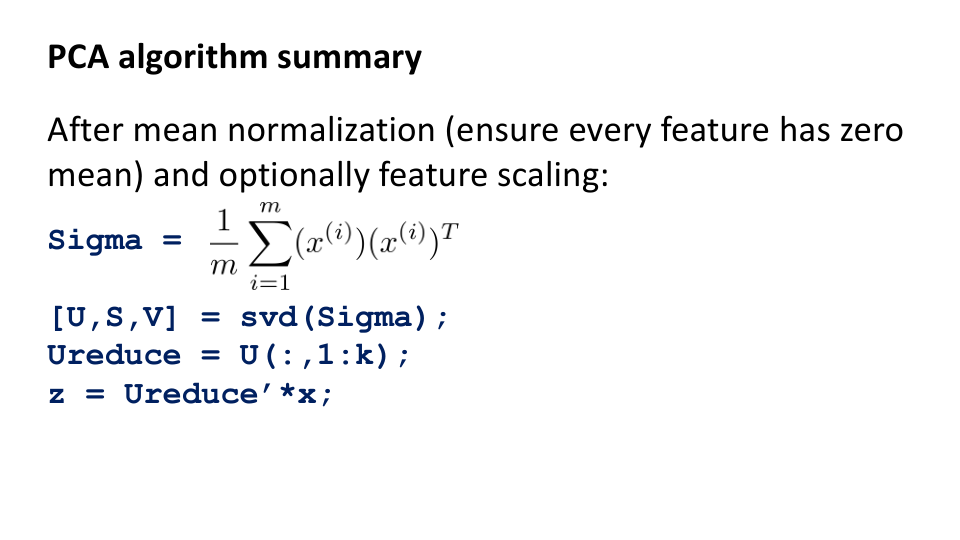 PCA algorithm summary
After mean normalization (ensure every feature has zero
mean) and optionally feature scaling:
Sigma = \frac{1}{m} \sum_{i=1}^{m} (x^{(i)})(x^{(i)})^T
[U,S,V] = svd(Sigma);
Ureduce = U(:,1:k);
z = Ureduce’*x;